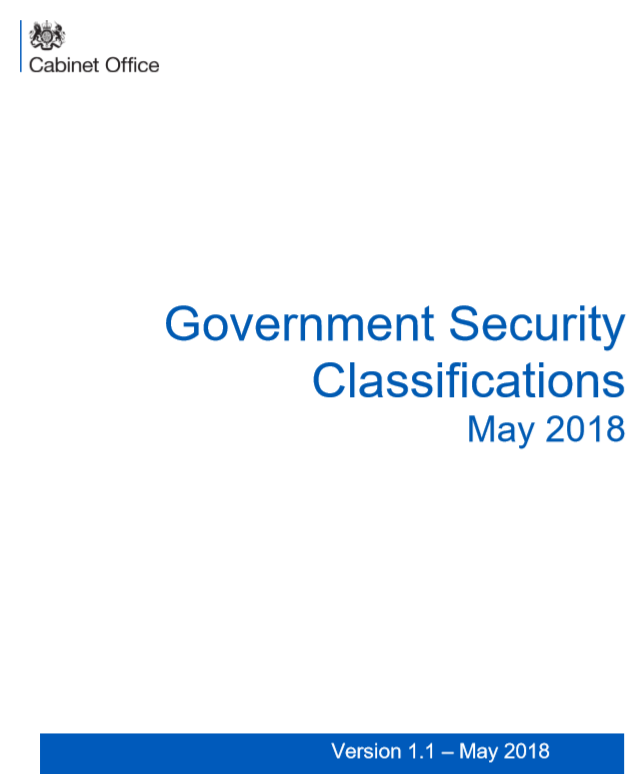 Cabinet Office
Government Security
Classifications
May 2018
Version 1.1 – May 2018